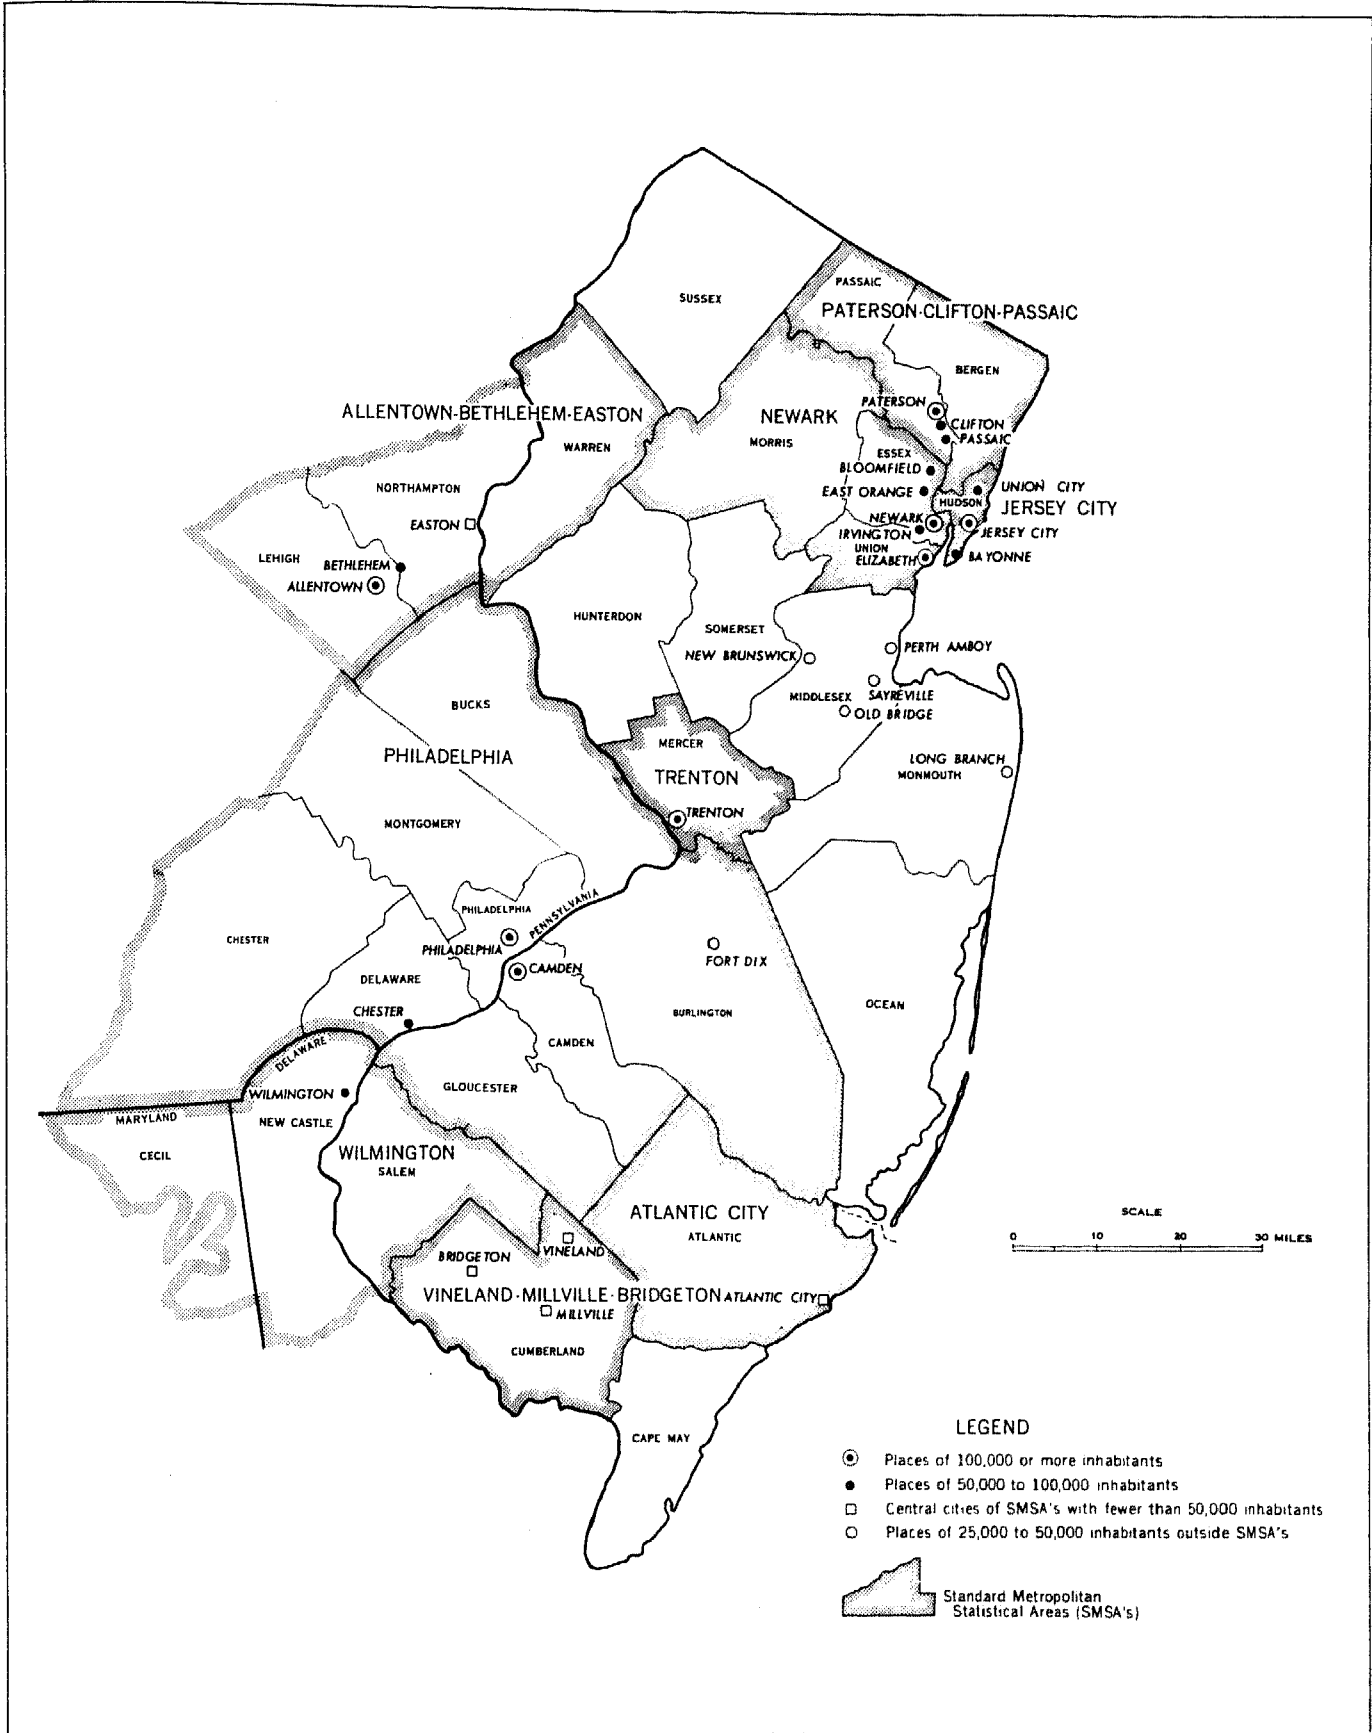 SUSSEX
PASSAIC
PATERSON-CLIFTON-PASSAIC
BERGEN
PATERSON
CLIFTON
PASSAIC
ALLENTOWN-BETHLEHEM-EASTON
NEWARK
MORRIS
WARREN
ESSEX
BLOOMFIELD
EAST ORANGE
UNION CITY
HUDSON
JERSEY CITY
NEWARK
JERSEY CITY
IRVINGTON
UNION
ELIZABETH
BAYONNE
NORTHAMPTON
EASTON
LEHIGH
BETHLEHEM
ALLENTOWN
HUNTERDON
SOMERSET
NEW BRUNSWICK
PERTH AMBOY
MIDDLESEX
SAYREVILLE
OLD BRIDGE
BUCKS
MERCER
PHILADELPHIA
TRENTON
LONG BRANCH
MONMOUTH
TRENTON
MONTGOMERY
PHILADELPHIA
PENNSYLVANIA
CHESTER
PHILADELPHIA
FORT DIX
CAMDEN
DELAWARE
OCEAN
CHESTER
BURLINGTON
CAMDEN
DELAWARE
GLOUCESTER
WILMINGTON
MARYLAND
NEW CASTLE
CECIL
WILMINGTON
SALEM
ATLANTIC CITY
ATLANTIC
SCALE
0 10 20 30 MILES
BRIDGETON
VINELAND
VINELAND-MILLVILLE-BRIDGETON
ATLANTIC CITY
MILLVILLE
CUMBERLAND
CAPE MAY
LEGEND
Places of 100,000 or more inhabitants
Places of 50,000 to 100,000 inhabitants
Central cities of SMSA's with fewer than 50,000 inhabitants
Places of 25,000 to 50,000 inhabitants outside SMSA's
Standard Metropolitan
Statistical Areas (SMSA's)